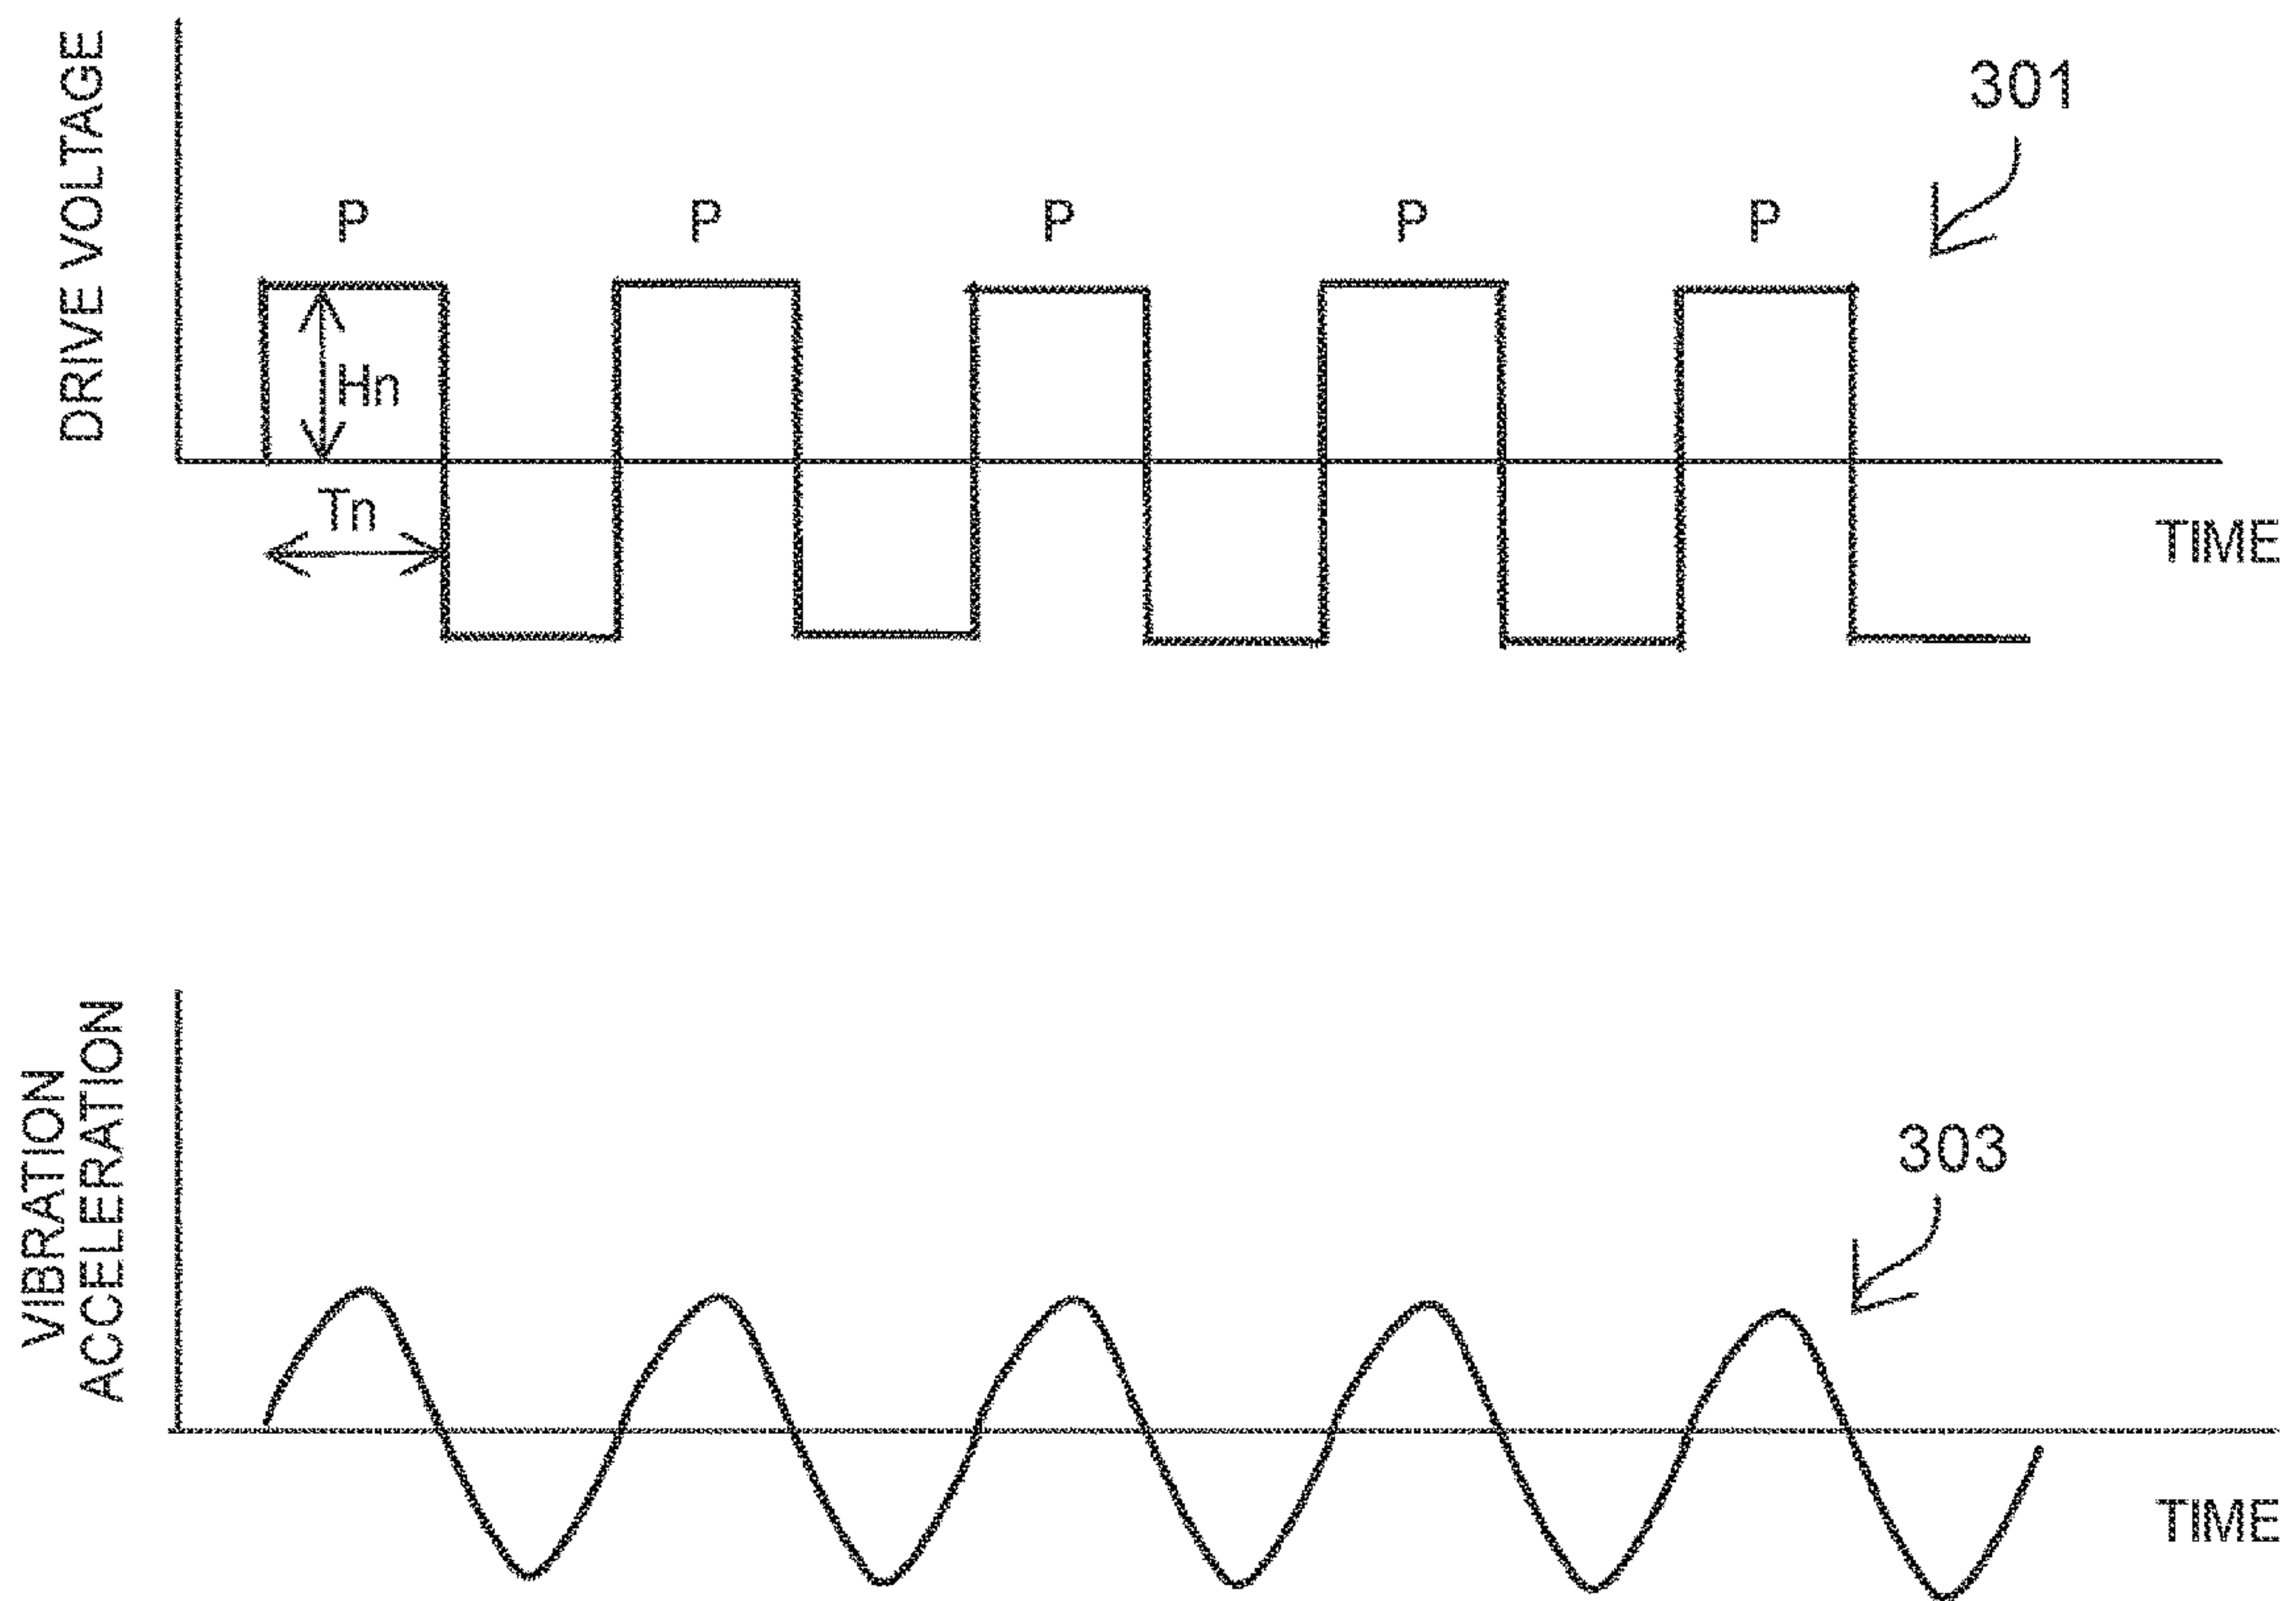 DRIVE VOLTAGE
301
P P P P P
Hn
Tn
TIME
VIBRATION
ACCELERATION
303
TIME